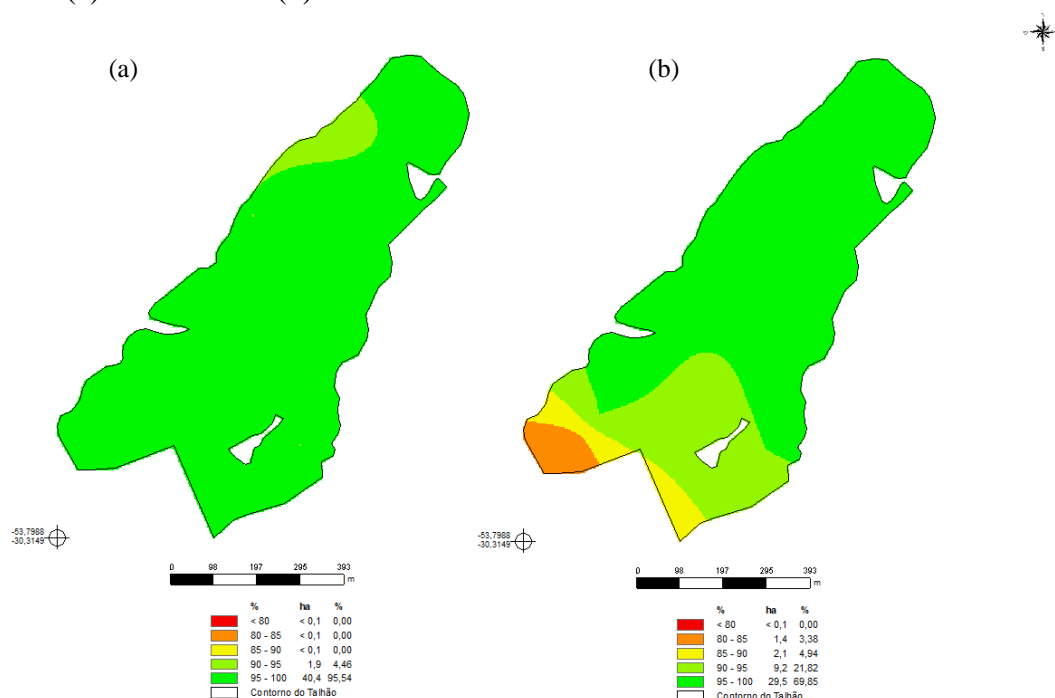 (a)
(b)
-53,7988
-30,3149
0 98 197 295 393 m
% ha %
< 80 < 0,1 0,00
80 - 85 < 0,1 0,00
85 - 90 < 0,1 0,00
90 - 95 1,9 4,46
95 - 100 40,4 95,54
Contorno do Talhão
-53,7988
-30,3149
0 98 197 295 393 m
% ha %
< 80 < 0,1 0,00
80 - 85 1,4 3,38
85 - 90 2,1 4,94
90 - 95 9,2 21,82
95 - 100 29,5 69,85
Contorno do Talhão